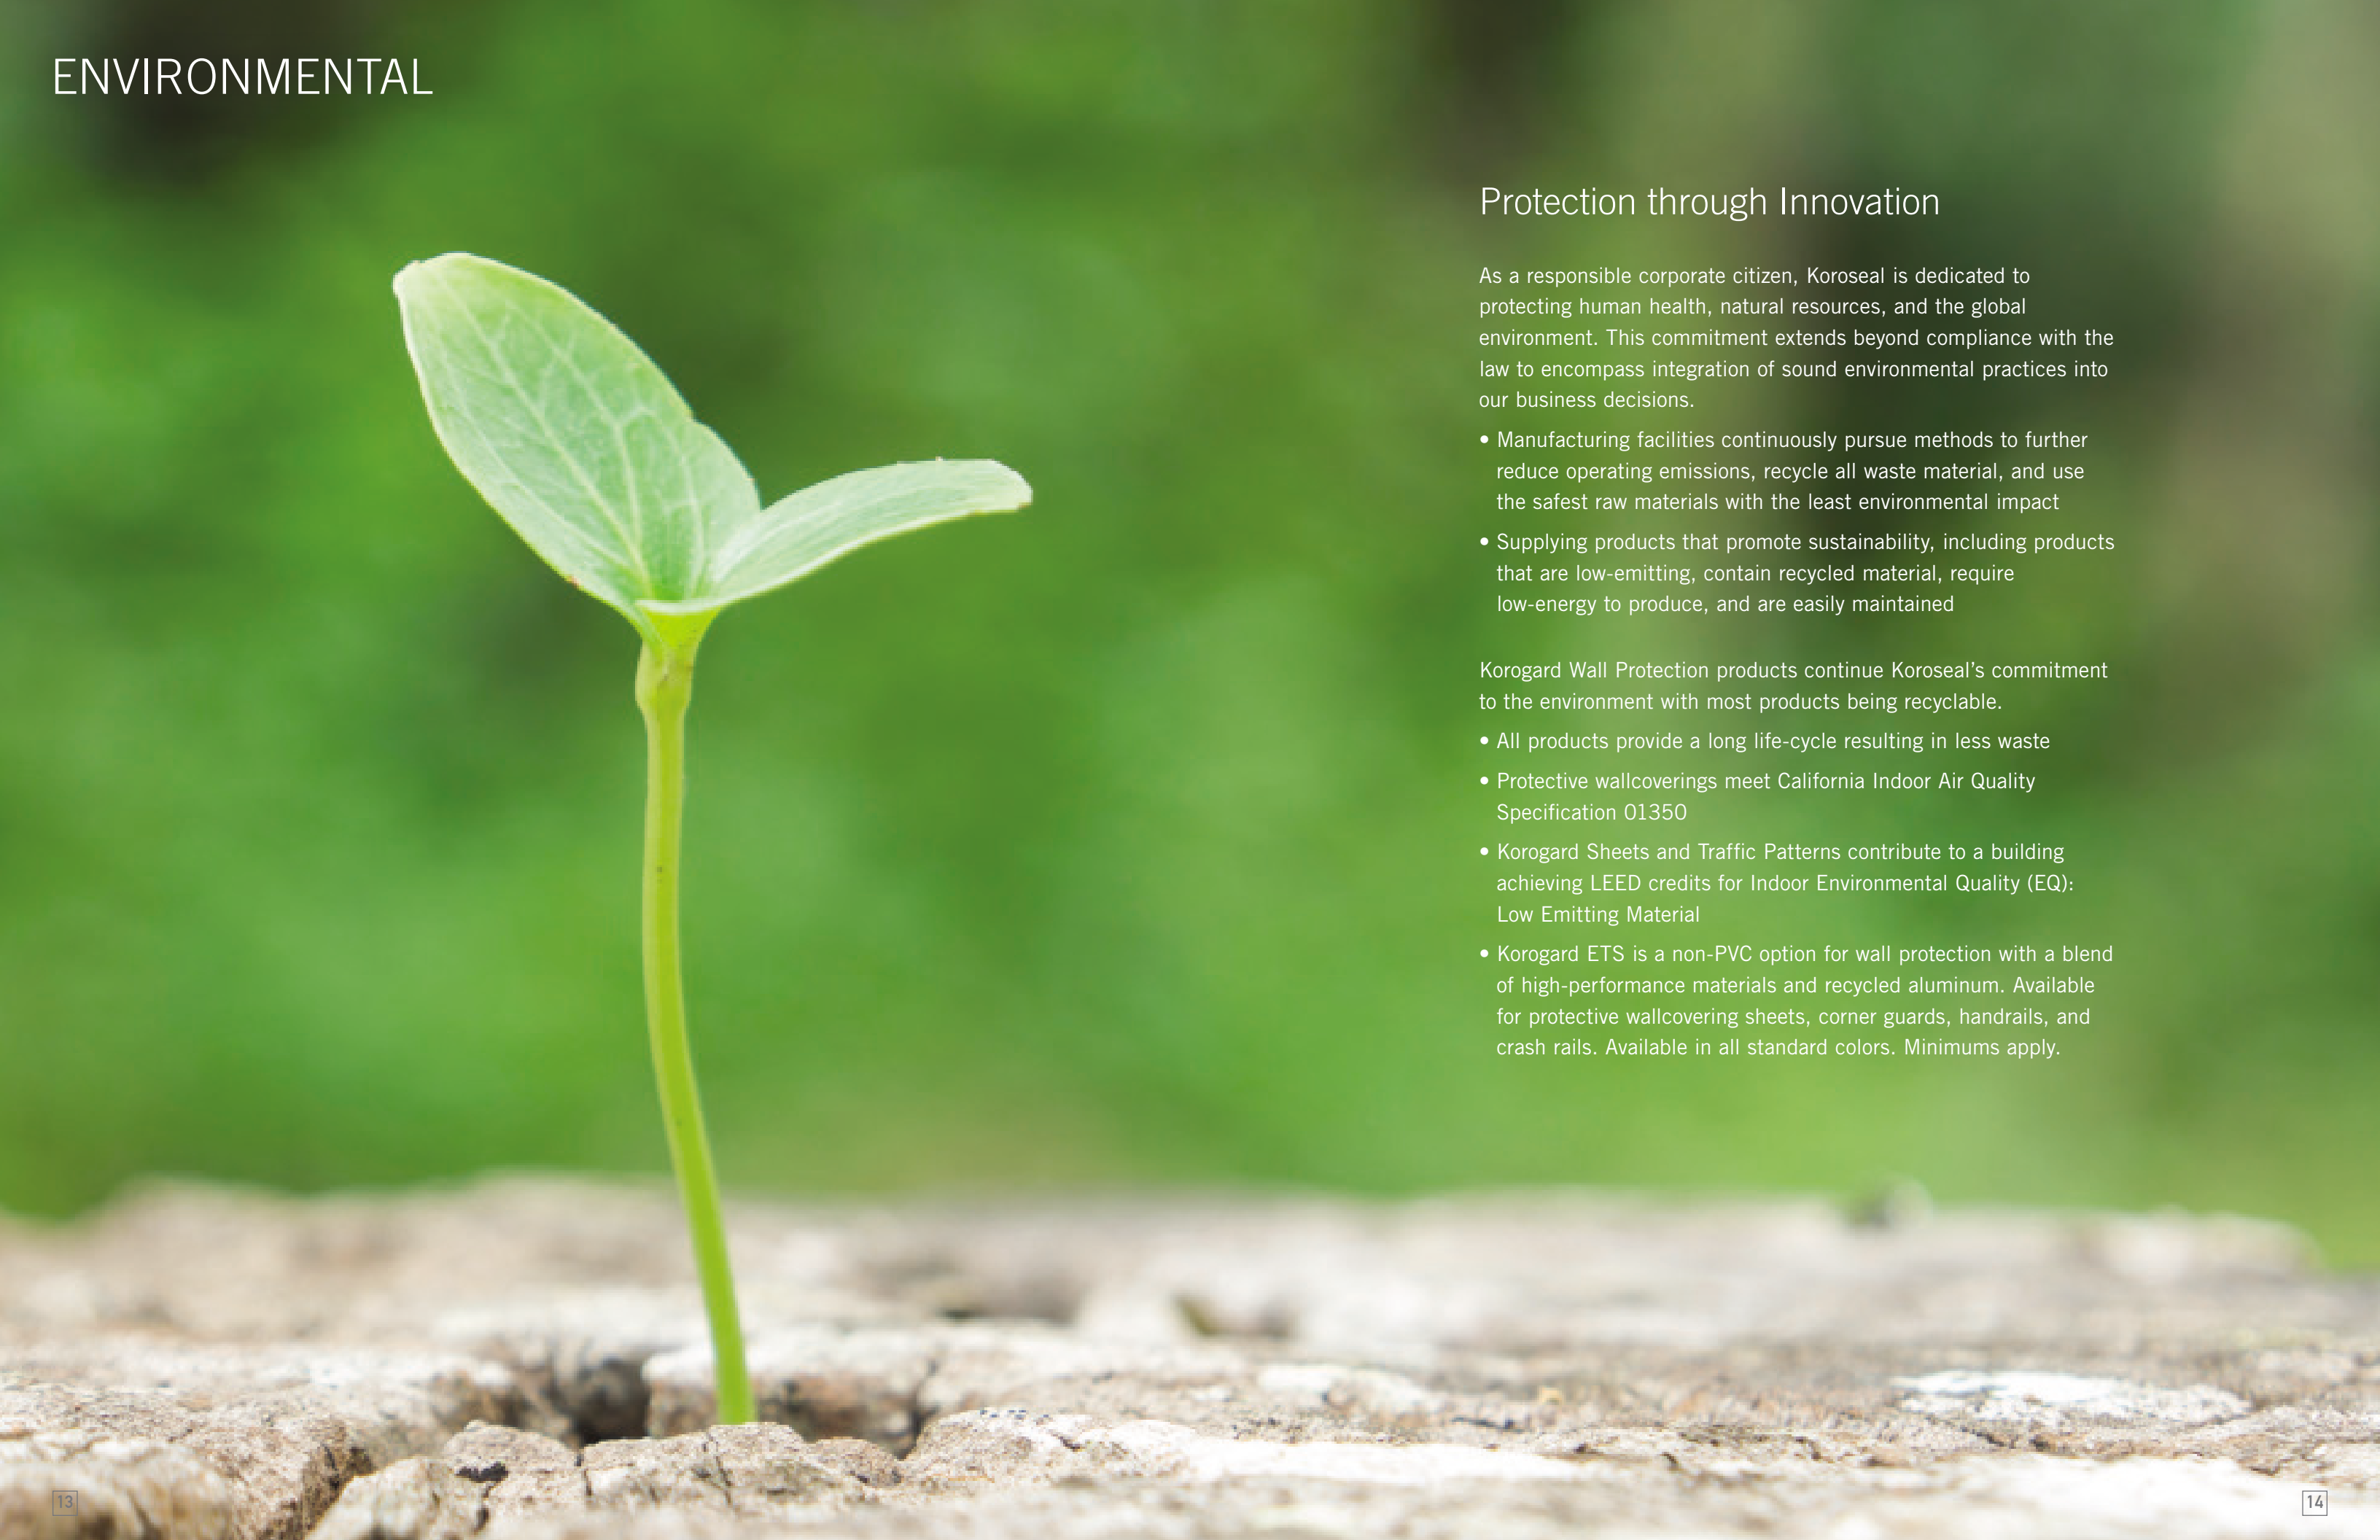 ENVIRONMENTAL
Protection through Innovation
As a responsible corporate citizen, Koroseal is dedicated to
protecting human health, natural resources, and the global
environment. This commitment extends beyond compliance with the
law to encompass integration of sound environmental practices into
our business decisions.
• Manufacturing facilities continuously pursue methods to further
reduce operating emissions, recycle all waste material, and use
the safest raw materials with the least environmental impact
• Supplying products that promote sustainability, including products
that are low-emitting, contain recycled material, require
low-energy to produce, and are easily maintained
Korogard Wall Protection products continue Koroseal’s commitment
to the environment with most products being recyclable.
• All products provide a long life-cycle resulting in less waste
• Protective wallcoverings meet California Indoor Air Quality
Specification 01350
• Korogard Sheets and Traffic Patterns contribute to a building
achieving LEED credits for Indoor Environmental Quality (EQ):
Low Emitting Material
• Korogard ETS is a non-PVC option for wall protection with a blend
of high-performance materials and recycled aluminum. Available
for protective wallcovering sheets, corner guards, handrails, and
crash rails. Available in all standard colors. Minimums apply.
13
14